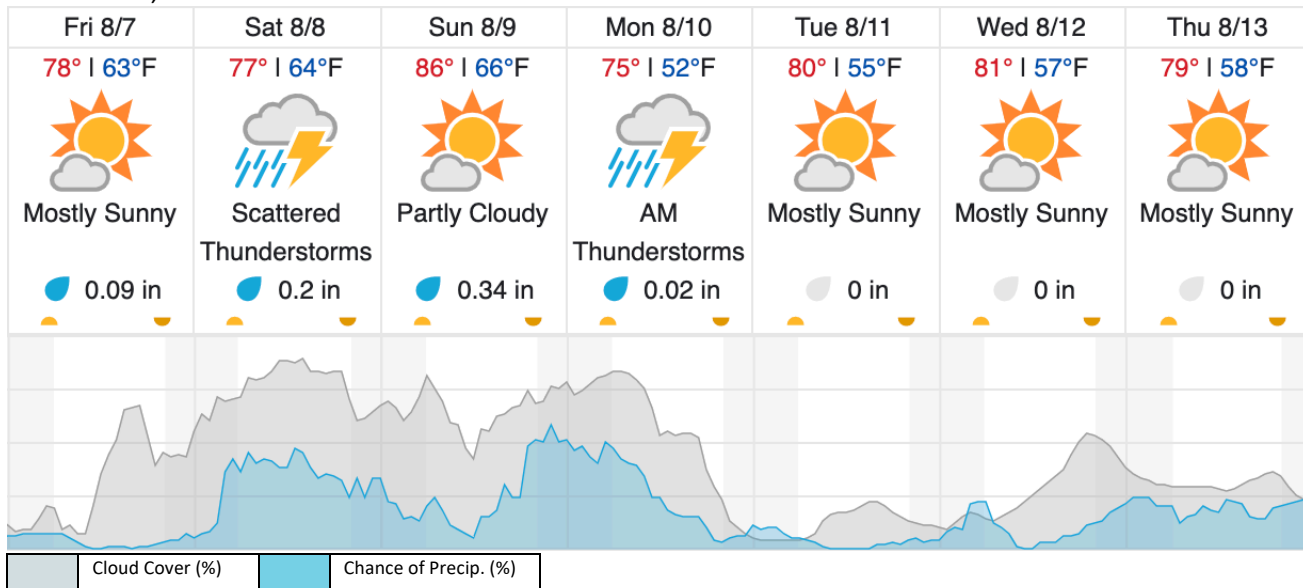 Fri 8/7 Sat 8/8 Sun 8/9 Mon 8/10 Tue 8/11 Wed 8/12 Thu 8/13
78° | 63°F 77° | 64°F 86° | 66°F 75° | 52°F 80° | 55°F 81° | 57°F 79° | 58°F
Mostly Sunny Scattered Partly Cloudy AM Mostly Sunny Mostly Sunny Mostly Sunny
Thunderstorms Thunderstorms
0.09 in 0.2 in 0.34 in 0.02 in 0 in 0 in 0 in
Cloud Cover (%) Chance of Precip. (%)